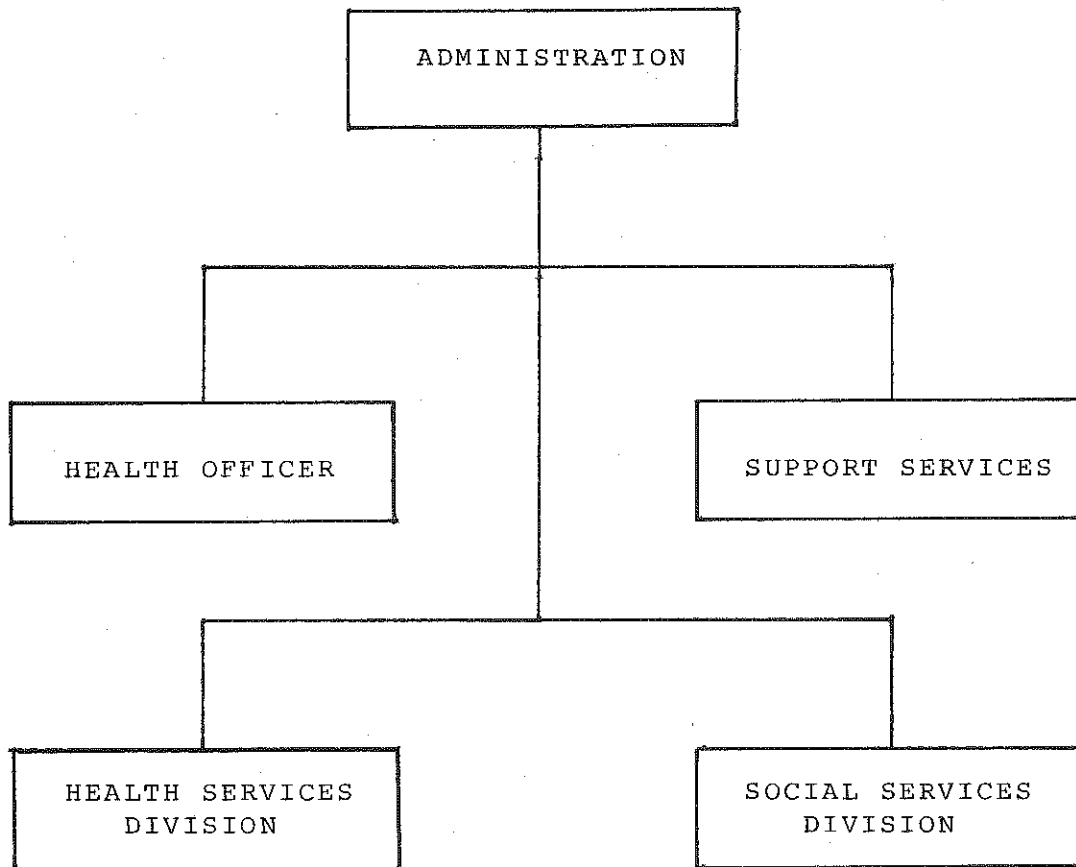 ADMINISTRATION
HEALTH OFFICER
SUPPORT SERVICES
HEALTH SERVICES
DIVISION
SOCIAL SERVICES
DIVISION